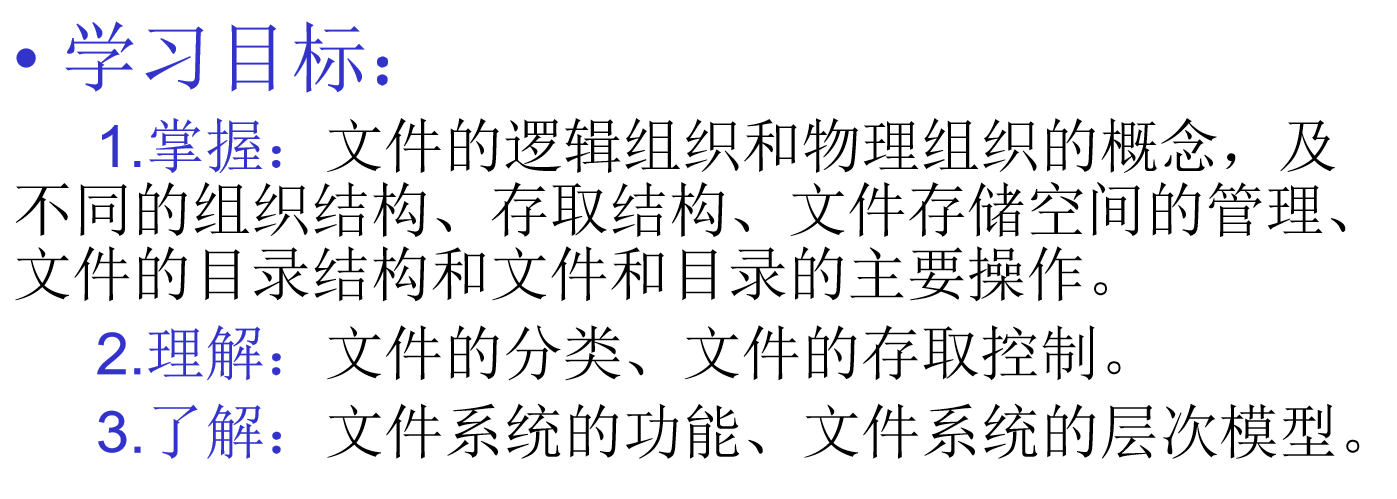 • 学习目标：
1.掌握：文件的逻辑组织和物理组织的概念，及
不同的组织结构、存取结构、文件存储空间的管理、
文件的目录结构和文件和目录的主要操作。
2.理解：文件的分类、文件的存取控制。
3.了解：文件系统的功能、文件系统的层次模型。